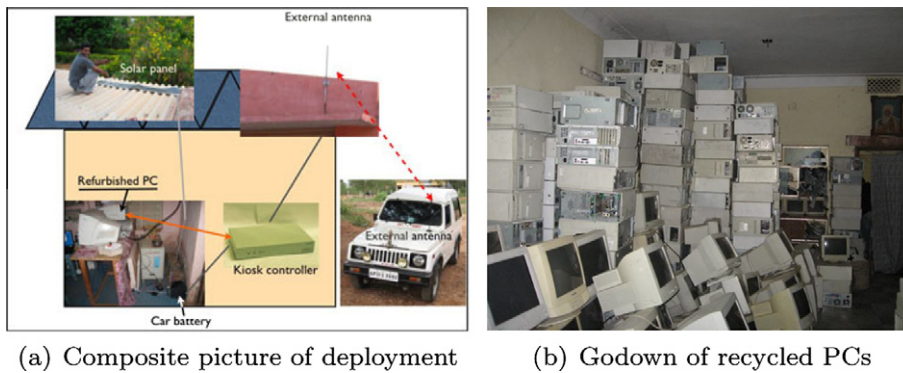 External antenna
Solar panel
Refurbished PC
External antenna
Kiosk controller
Car battery
(a) Composite picture of deployment
(b) Godown of recycled PCs